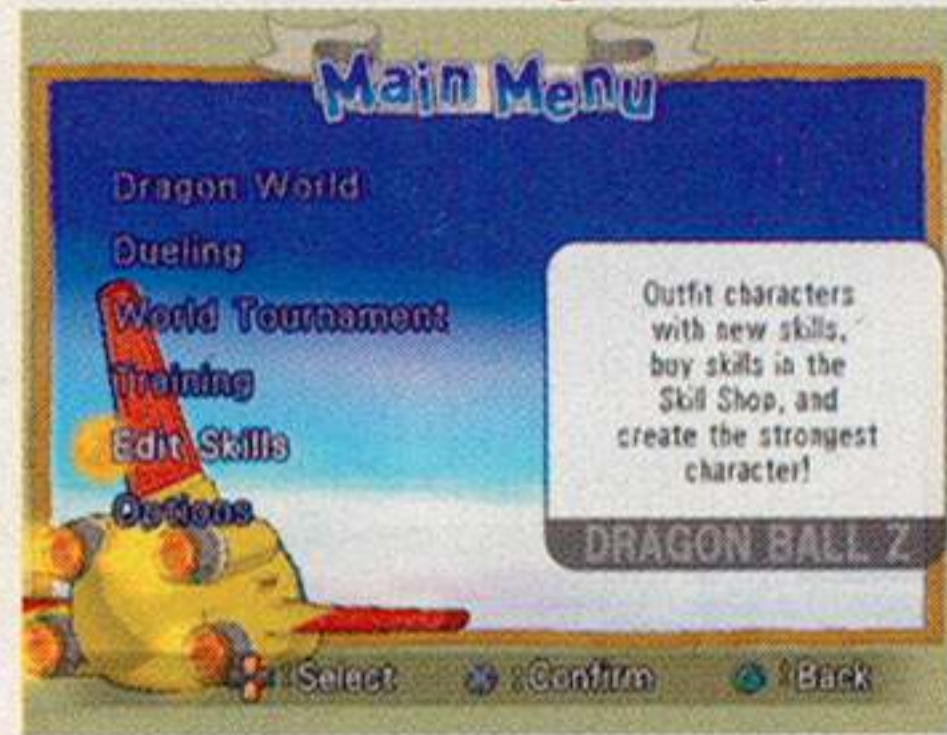 Main Menu
Dragon World
Dueling
World Tournament
Training
Edit Skills
Options
Outfit characters
with new skills,
buy skills in the
Skill Shop, and
create the strongest
character!
DRAGON BALL Z
: Select
: Confirm
: Back